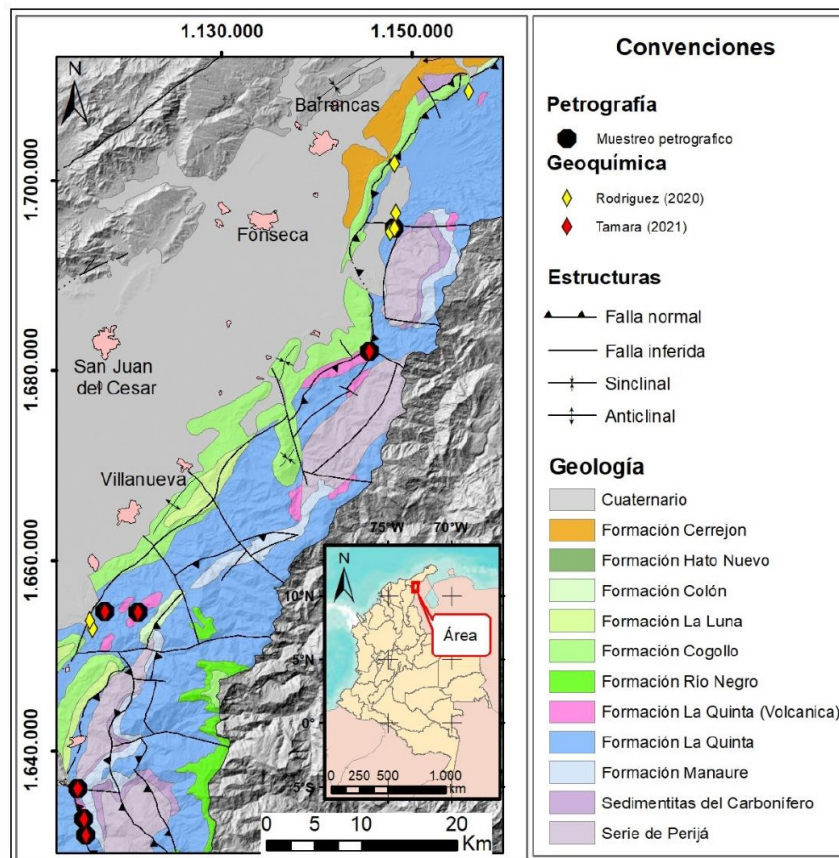 1.130.000
1.150.000
N
Barrancas
1.700.000
Fonseca
1.680.000
San Juan
del Cesar
Villanueva
1.660.000
1.640.000
75°W
70°W
N
10°N
5°N
0°
5°S
Área
0 250 500 1.000
km
0 5 10 20
Km
Convenciones
Petrografía
Muestreo petrografico
Geoquímica
Rodriguez (2020)
Tamara (2021)
Estructuras
Falla normal
Falla inferida
Sinclinal
Anticlinal
Geología
Cuaternario
Formación Cerrejon
Formación Hato Nuevo
Formación Colón
Formación La Luna
Formación Cogollo
Formación Río Negro
Formación La Quinta (Volcanica)
Formación La Quinta
Formación Manaure
Sedimentitas del Carbonífero
Serie de Perijá